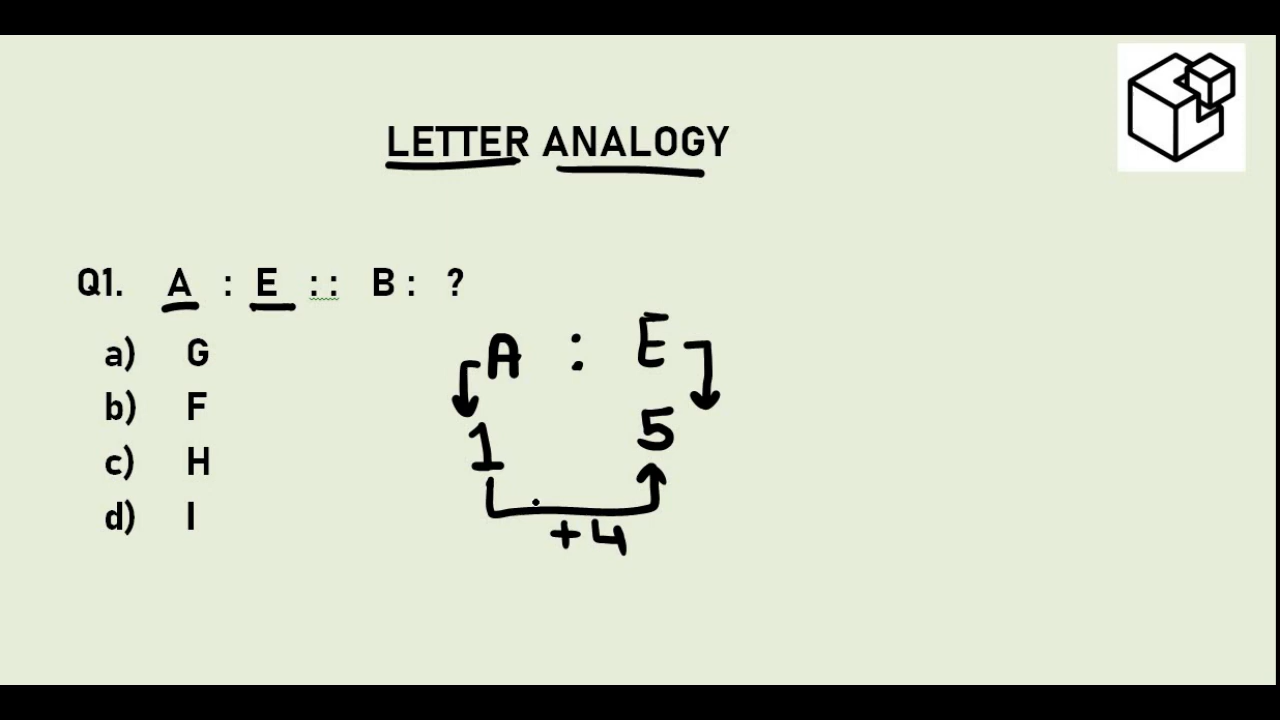 LETTER ANALOGY
Q1. A : E :: B : ?
a) G
b) F
c) H
d) I
A : E
1 5
+4